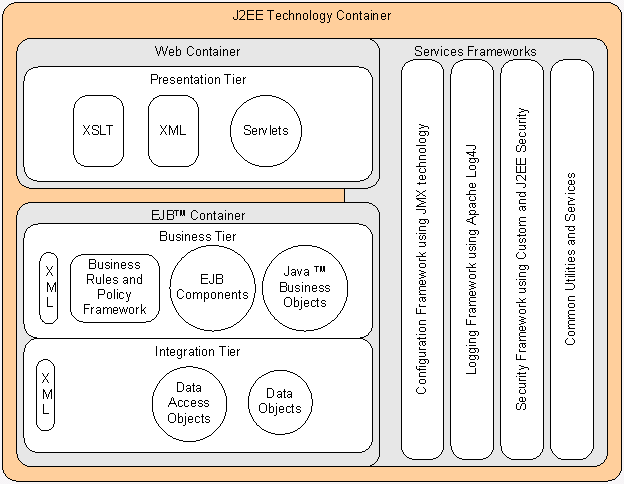 J2EE Technology Container
Web Container
Presentation Tier
XSLT
XML
Servlets
EJB™ Container
Business Tier
X
M
L
Business
Rules and
Policy
Framework
EJB
Components
Java ™
Business
Objects
Integration Tier
X
M
L
Data
Access
Objects
Data
Objects
Services Frameworks
Configuration Framework using JMX technology
Logging Framework using Apache Log4J
Security Framework using Custom and J2EE Security
Common Utilities and Services